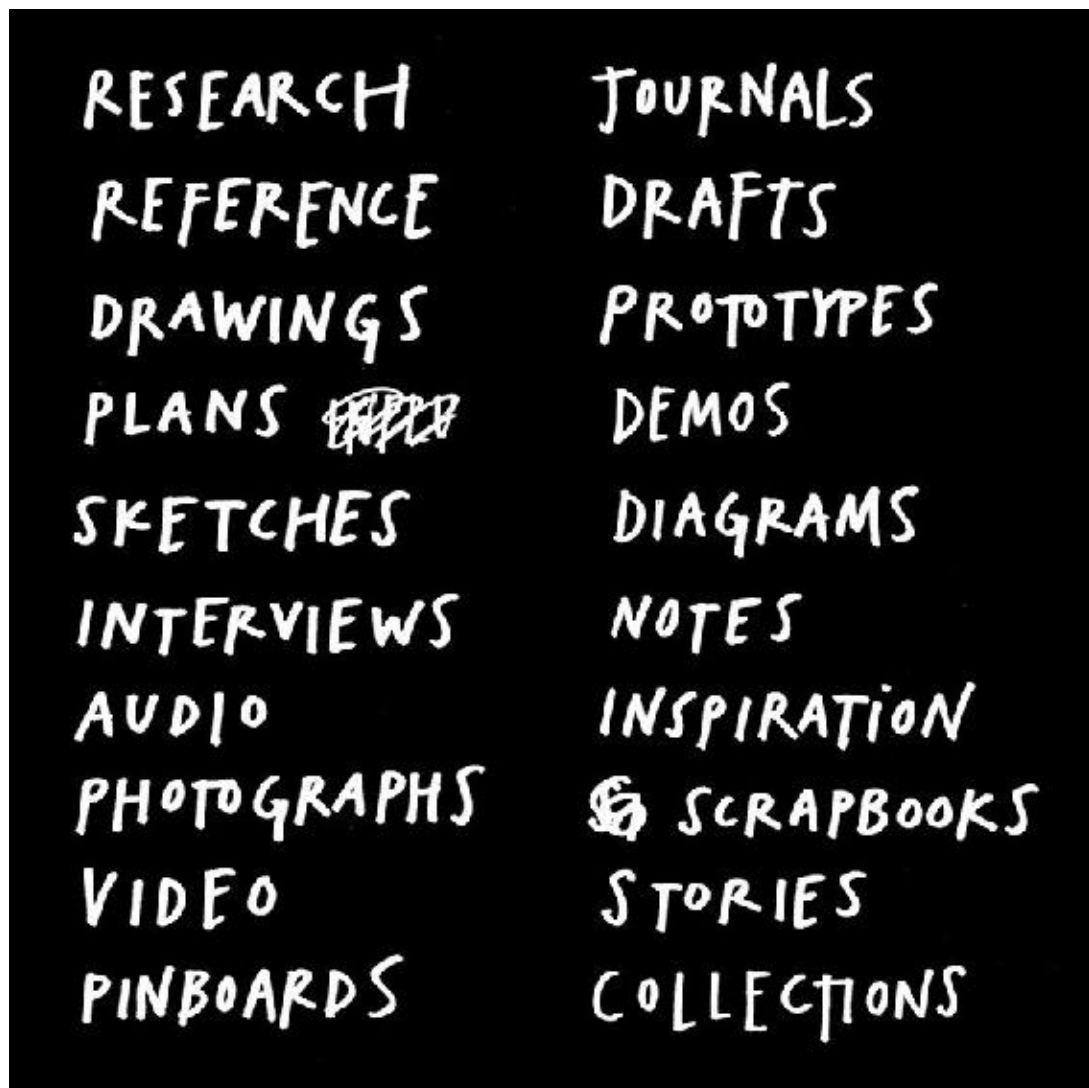 RESEARCH
REFERENCE
DRAWINGS
PLANS
SKETCHES
INTERVIEWS
AUDIO
PHOTOGRAPHS
VIDEO
PINBOARDS
JOURNALS
DRAFTS
PROTOTYPES
DEMOS
DIAGRAMS
NOTES
INSPIRATION
SCRAPBOOKS
STORIES
COLLECTIONS